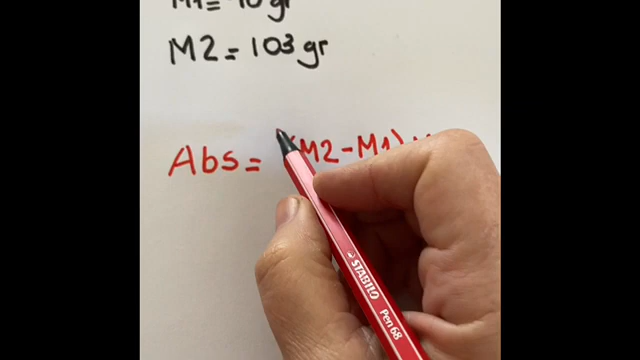 M2 = 103 gr
Abs = (M2 - M1)
STABILO Pen 68